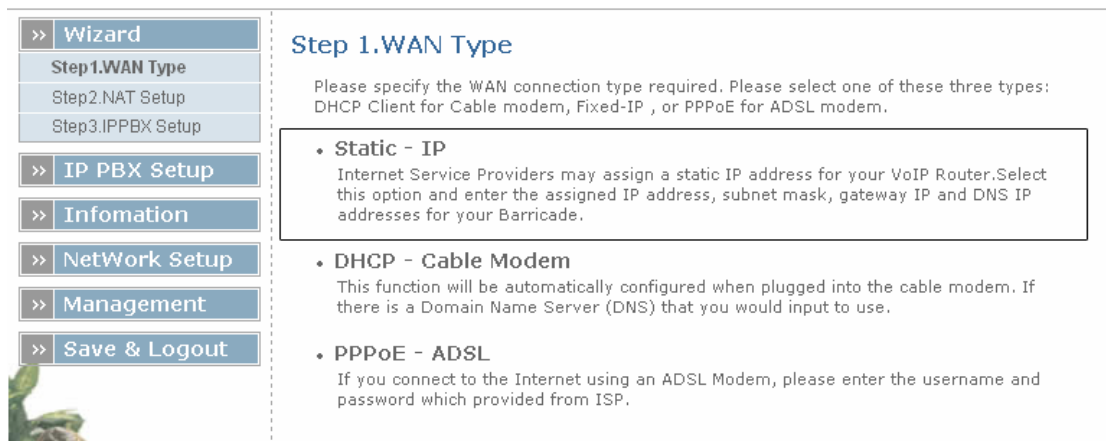 » Wizard
Step1.WAN Type
Step2.NAT Setup
Step3.IPPBX Setup
» IP PBX Setup
» Infomation
» NetWork Setup
» Management
» Save & Logout
Step 1.WAN Type
Please specify the WAN connection type required. Please select one of these three types:
DHCP Client for Cable modem, Fixed-IP , or PPPoE for ADSL modem.
• Static - IP
Internet Service Providers may assign a static IP address for your VoIP Router.Select
this option and enter the assigned IP address, subnet mask, gateway IP and DNS IP
addresses for your Barricade.
• DHCP - Cable Modem
This function will be automatically configured when plugged into the cable modem. If
there is a Domain Name Server (DNS) that you would input to use.
• PPPoE - ADSL
If you connect to the Internet using an ADSL Modem, please enter the username and
password which provided from ISP.